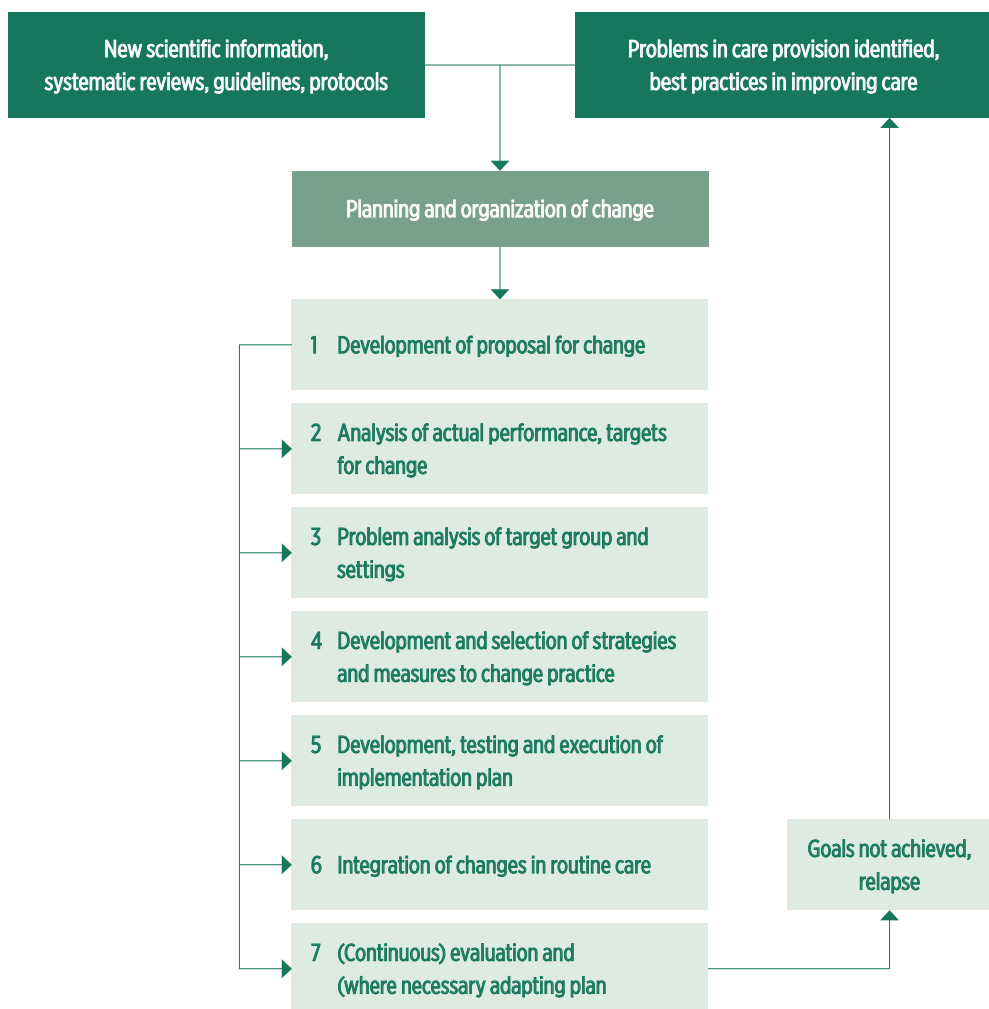 New scientific information,
systematic reviews, guidelines, protocols
Problems in care provision identified,
best practices in improving care
Planning and organization of change
1 Development of proposal for change
2 Analysis of actual performance, targets
for change
3 Problem analysis of target group and
settings
4 Development and selection of strategies
and measures to change practice
5 Development, testing and execution of
implementation plan
6 Integration of changes in routine care
Goals not achieved,
relapse
7 (Continuous) evaluation and
(where necessary adapting plan